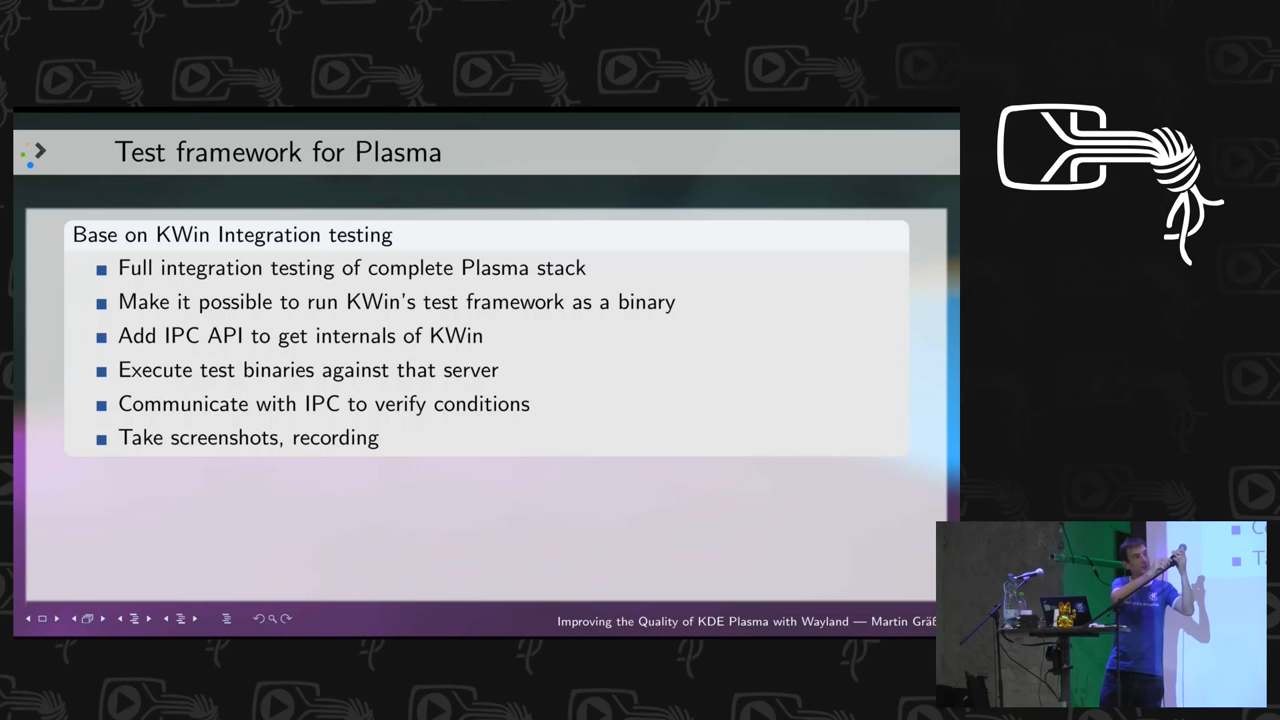 Test framework for Plasma
Base on KWin Integration testing
Full integration testing of complete Plasma stack
Make it possible to run KWin's test framework as a binary
Add IPC API to get internals of KWin
Execute test binaries against that server
Communicate with IPC to verify conditions
Take screenshots, recording
Improving the Quality of KDE Plasma with Wayland — Martin